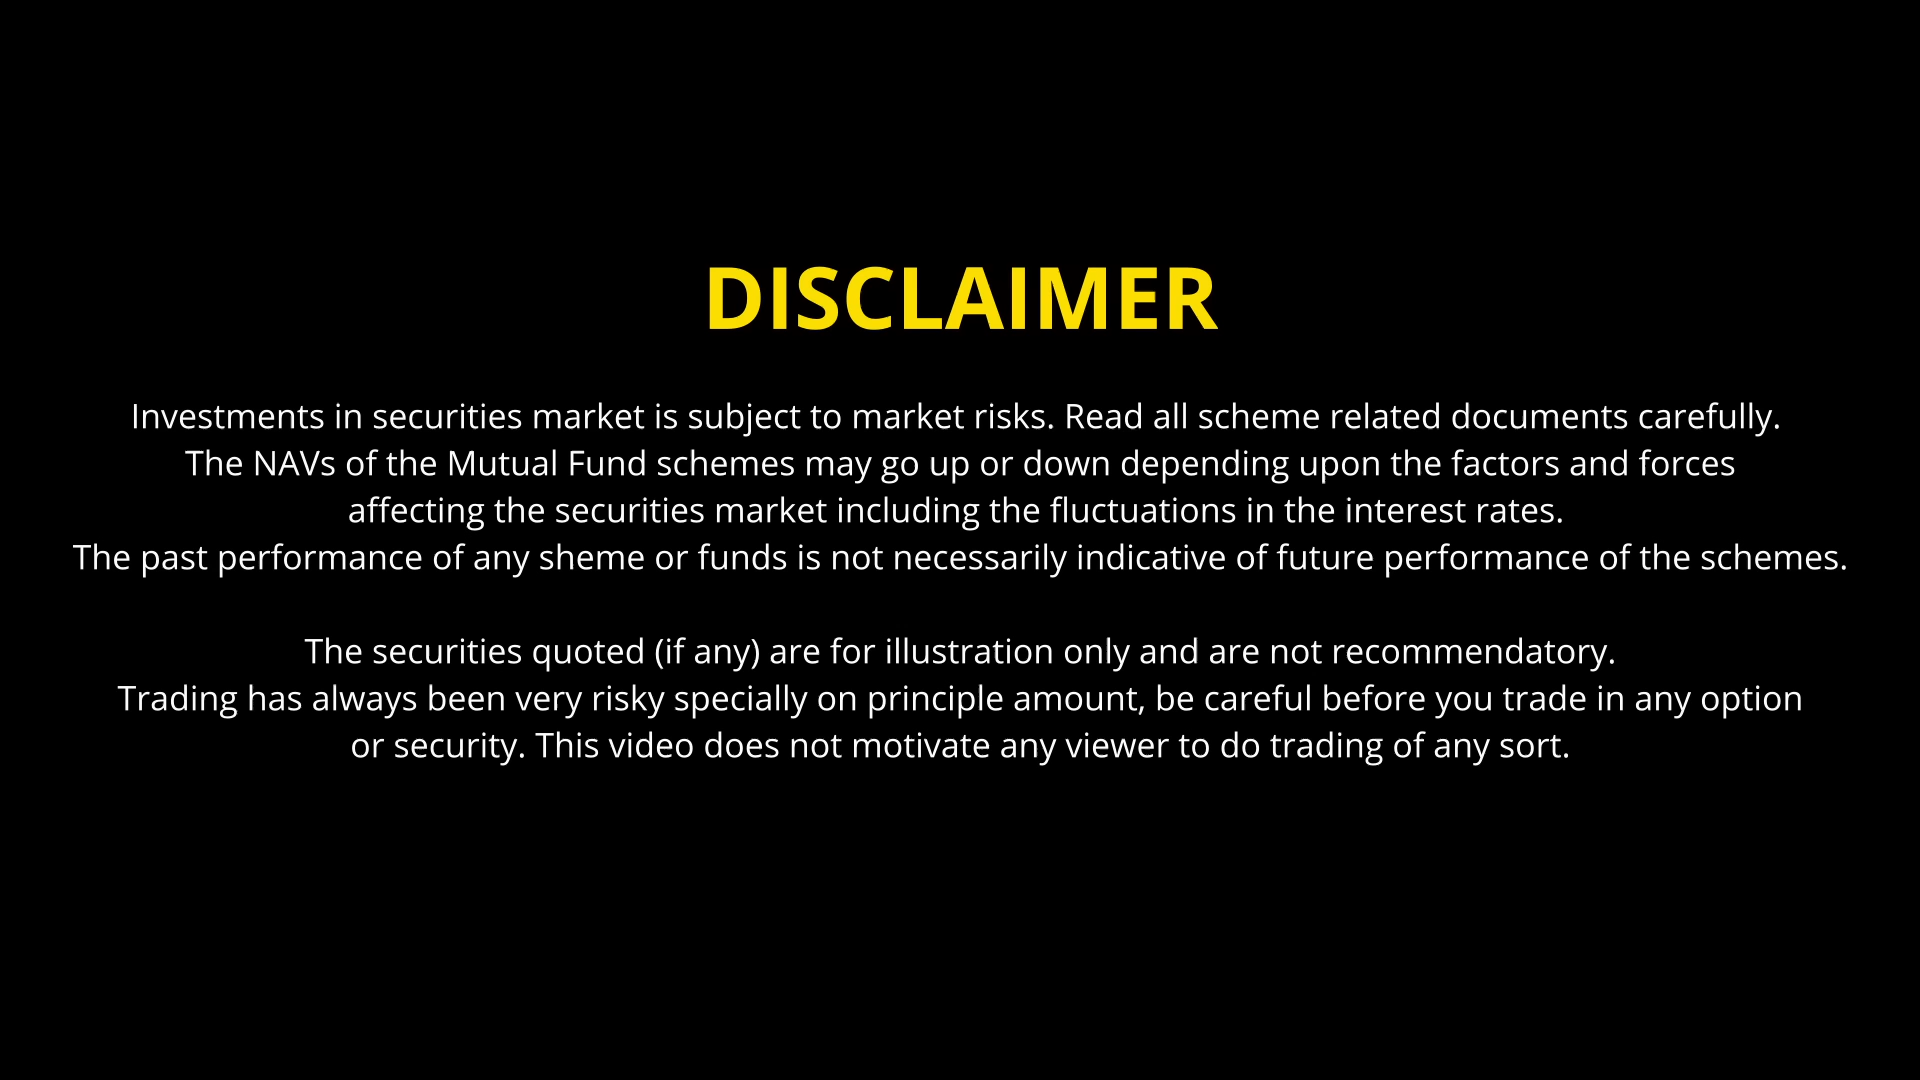 DISCLAIMER
Investments in securities market is subject to market risks. Read all scheme related documents carefully.
The NAVs of the Mutual Fund schemes may go up or down depending upon the factors and forces
affecting the securities market including the fluctuations in the interest rates.
The past performance of any sheme or funds is not necessarily indicative of future performance of the schemes.
The securities quoted (if any) are for illustration only and are not recommendatory.
Trading has always been very risky specially on principle amount, be careful before you trade in any option
or security. This video does not motivate any viewer to do trading of any sort.